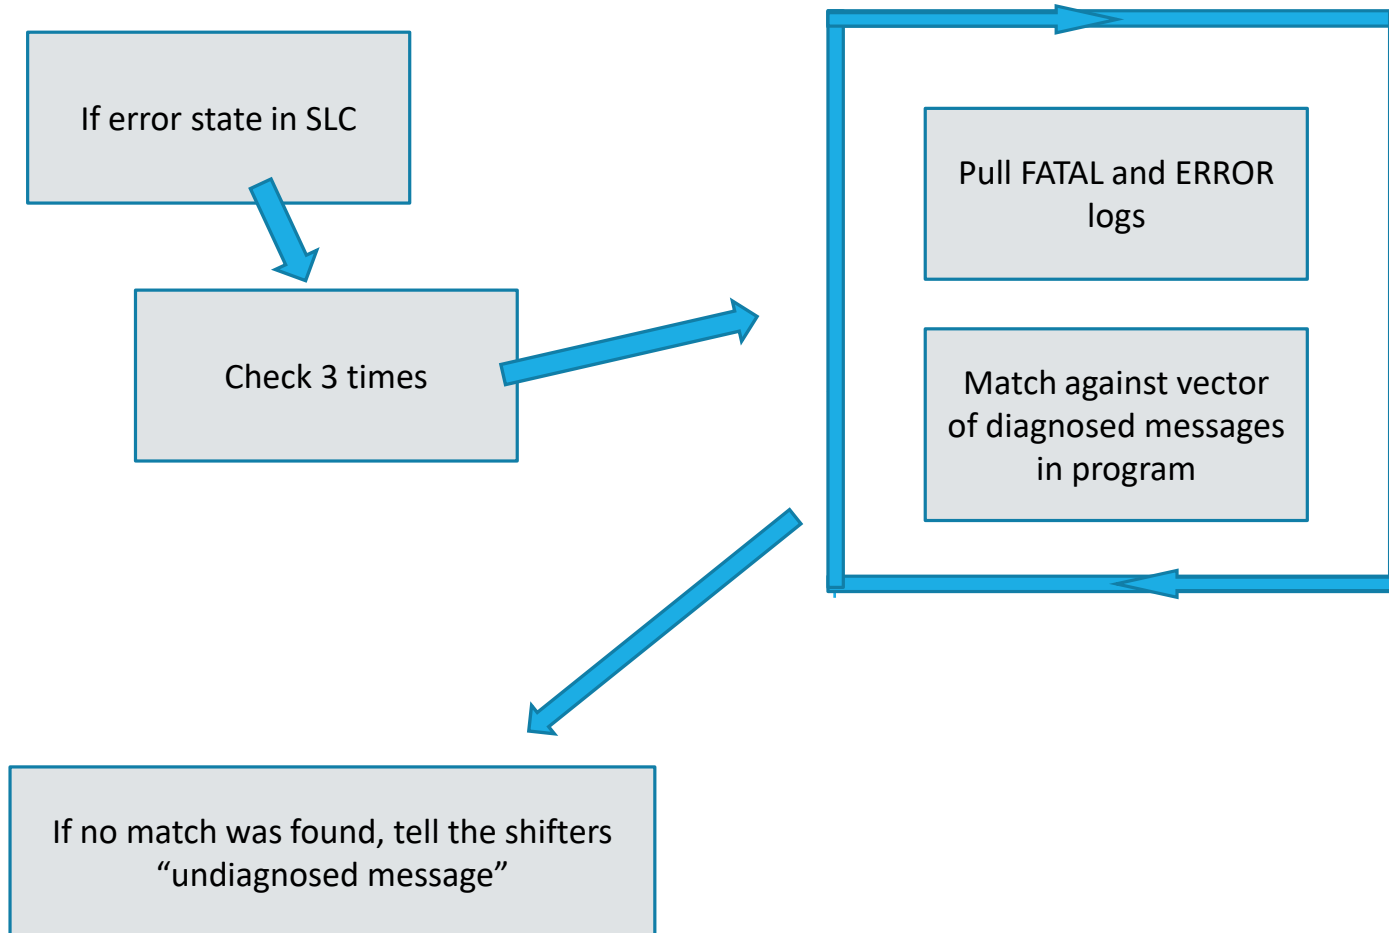 If error state in SLC
Check 3 times
Pull FATAL and ERROR
logs
Match against vector
of diagnosed messages
in program
If no match was found, tell the shifters
“undiagnosed message”